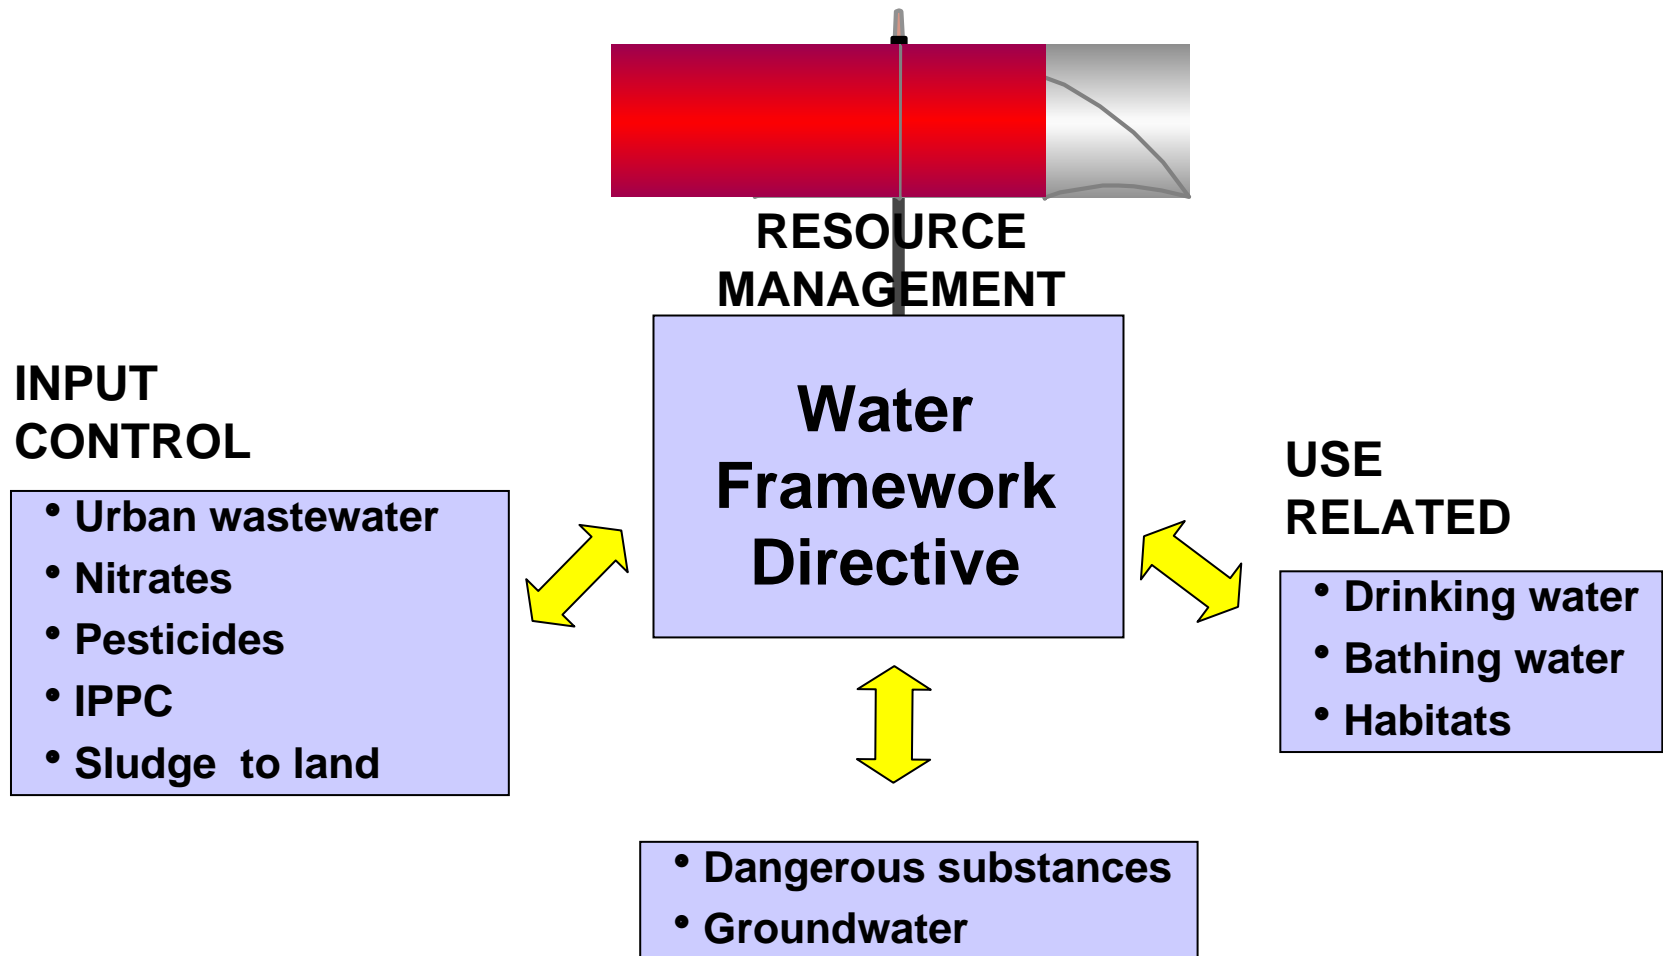 RESOURCE
MANAGEMENT
Water
Framework
Directive
INPUT
CONTROL
• Urban wastewater
• Nitrates
• Pesticides
• IPPC
• Sludge  to land
USE
RELATED
• Drinking water
• Bathing water
• Habitats
• Dangerous substances
• Groundwater